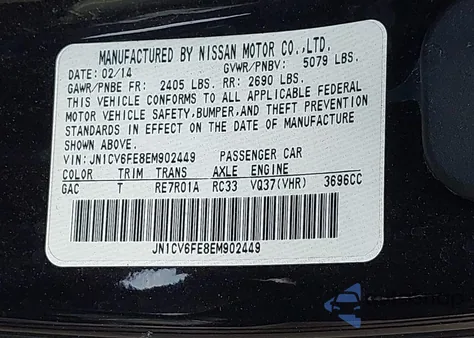 MANUFACTURED BY NISSAN MOTOR CO.,LTD.
DATE: 02/14 GVWR/PNBV: 5079 LBS.
GAWR/PNBE FR: 2405 LBS. RR: 2690 LBS.
THIS VEHICLE CONFORMS TO ALL APPLICABLE FEDERAL
MOTOR VEHICLE SAFETY,BUMPER,AND THEFT PREVENTION
STANDARDS IN EFFECT ON THE DATE OF MANUFACTURE
SHOWN ABOVE.
VIN: JN1CV6FE8EM902449 PASSENGER CAR
COLOR TRIM TRANS AXLE ENGINE
GAC T RE7R01A RC33 VQ37(VHR) 3696CC
JN1CV6FE8EM902449